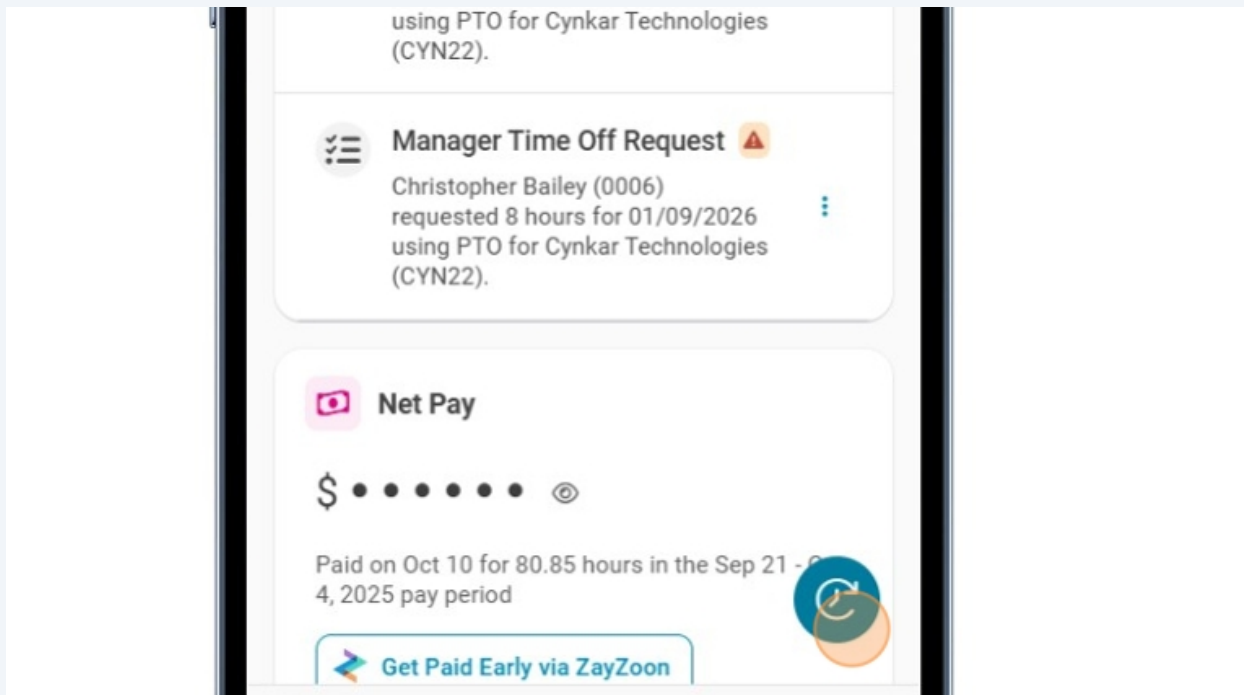 using PTO for Cynkar Technologies
(CYN22).
Manager Time Off Request
Christopher Bailey (0006)
requested 8 hours for 01/09/2026
using PTO for Cynkar Technologies
(CYN22).
Net Pay
$ ••••••
Paid on Oct 10 for 80.85 hours in the Sep 21 -
4, 2025 pay period
Get Paid Early via ZayZoon